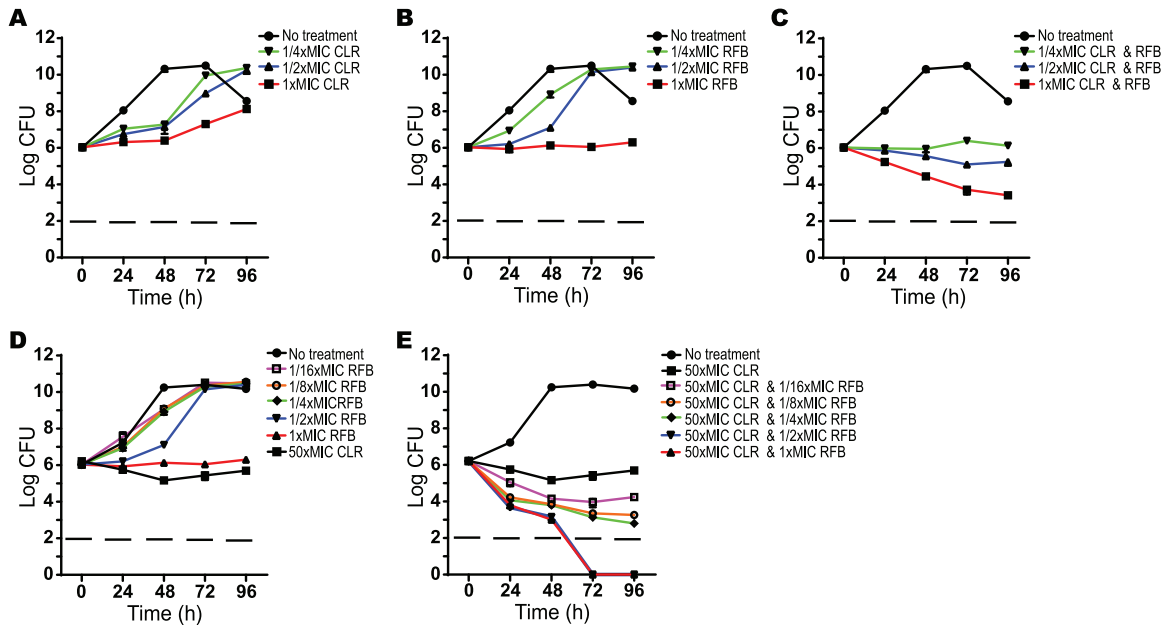 A
No treatment
1/4xMIC CLR
1/2xMIC CLR
1xMIC CLR
12
10
8
6
4
2
0
Log CFU
0 24 48 72 96
Time (h)
B
No treatment
1/4xMIC RFB
1/2xMIC RFB
1xMIC RFB
12
10
8
6
4
2
0
Log CFU
0 24 48 72 96
Time (h)
C
No treatment
1/4xMIC CLR & RFB
1/2xMIC CLR & RFB
1xMIC CLR & RFB
12
10
8
6
4
2
0
Log CFU
0 24 48 72 96
Time (h)
D
No treatment
1/16xMIC RFB
1/8xMIC RFB
1/4xMICRFB
1/2xMIC RFB
1xMIC RFB
50xMIC CLR
12
10
8
6
4
2
0
Log CFU
0 24 48 72 96
Time (h)
E
No treatment
50xMIC CLR
50xMIC CLR & 1/16xMIC RFB
50xMIC CLR & 1/8xMIC RFB
50xMIC CLR & 1/4xMIC RFB
50xMIC CLR & 1/2xMIC RFB
50xMIC CLR & 1xMIC RFB
12
10
8
6
4
2
0
Log CFU
0 24 48 72 96
Time (h)